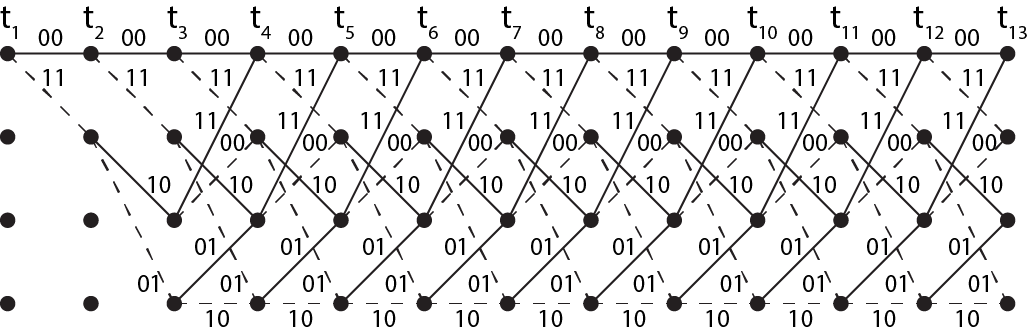 t1 t2 t3 t4 t5 t6 t7 t8 t9 t10 t11 t12 t13
00 00 00 00 00 00 00 00 00 00 00 00
11 11 11 11 11 11 11 11 11 11 11 11
11 11 11 11 11 11 11 11 11 11
00 00 00 00 00 00 00 00 00 00
10 10 10 10 10 10 10 10 10 10 10
01 01 01 01 01 01 01 01 01 01
01 01 01 01 01 01 01 01 01 01 01
10 10 10 10 10 10 10 10 10 10